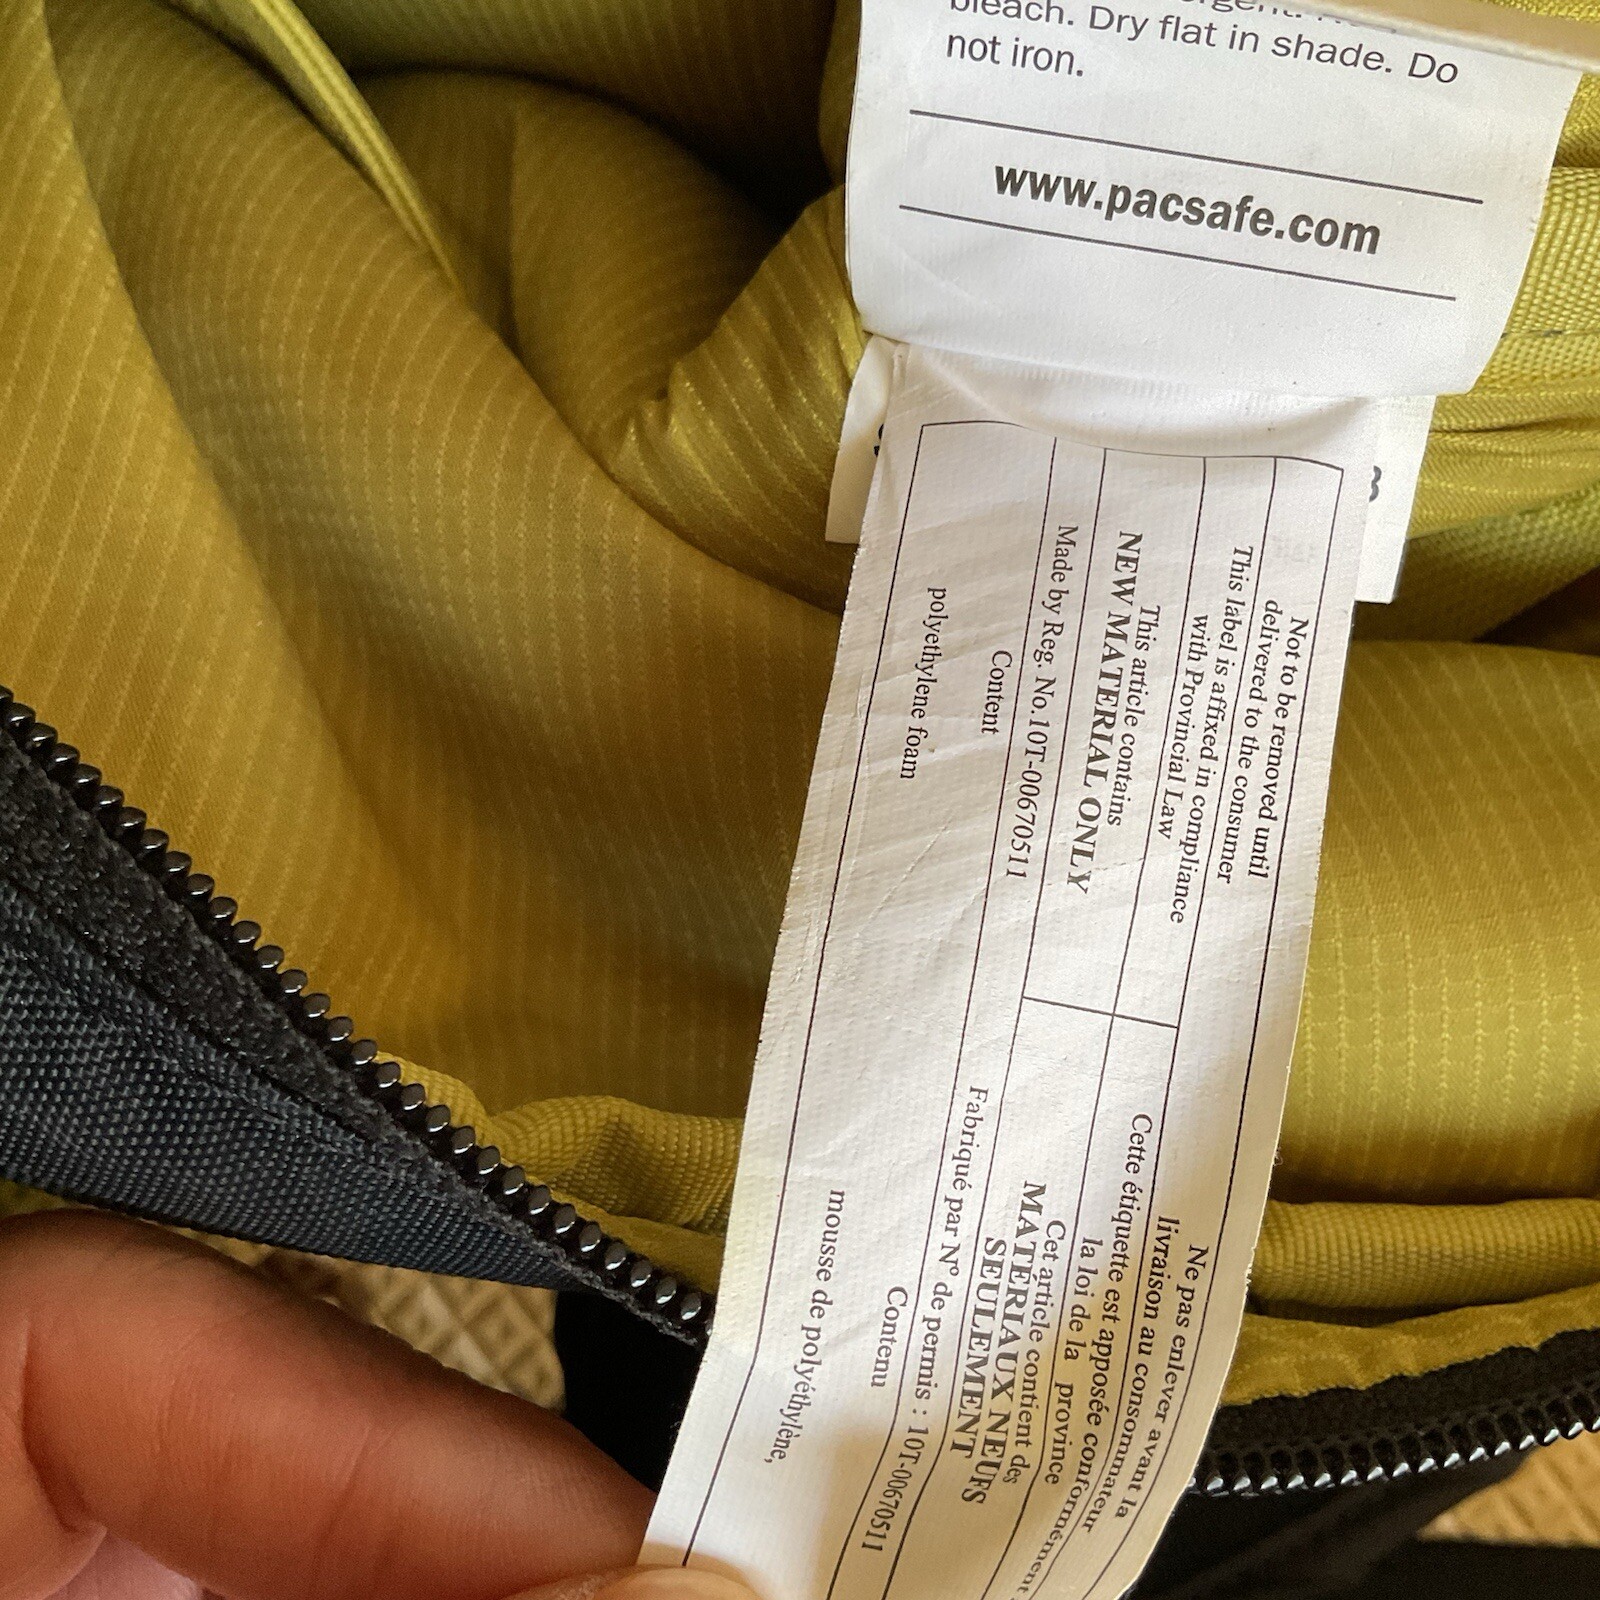 bleach. Dry flat in shade. Do
not iron.
www.pacsafe.com
Not to be removed until
delivered to the consumer
This label is affixed in compliance
with Provincial Law
This article contains
NEW MATERIAL ONLY
Made by Reg. No.10T-00670511
Content
polyethylene foam
Ne pas enlever avant la
livraison au consommateur
Cette étiquette est apposée conformément
la loi de la province
Cet article contient des
MATÉRIAUX NEUFS
SEULEMENT
Fabriqué par Nº de permis : 10T-00670511
Contenu
mousse de polyéthylène,